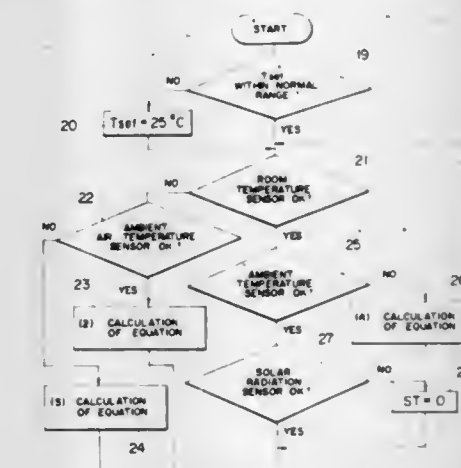 START
19
Tset
WITHIN NORMAL
RANGE ?
NO
YES
20
Tset = 25 °C
21
ROOM
TEMPERATURE
SENSOR OK ?
NO
YES
22
AMBIENT
AIR TEMPERATURE
SENSOR OK ?
NO
YES
25
AMBIENT
TEMPERATURE
SENSOR OK ?
NO
YES
23
(2) CALCULATION
OF EQUATION
26
(4) CALCULATION
OF EQUATION
27
SOLAR
RADIATION
SENSOR OK ?
NO
YES
(5) CALCULATION
OF EQUATION
24
ST = 0